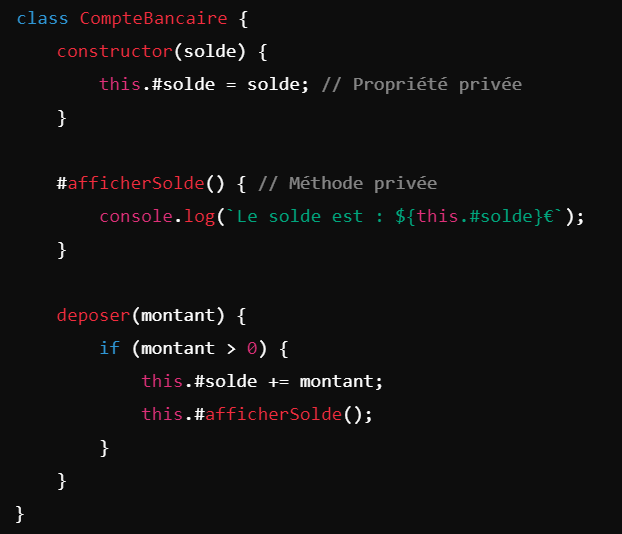 class CompteBancaire {
    constructor(solde) {
        this.#solde = solde; // Propriété privée
    }

    #afficherSolde() { // Méthode privée
        console.log(`Le solde est : ${this.#solde}€`);
    }

    deposer(montant) {
        if (montant > 0) {
            this.#solde += montant;
            this.#afficherSolde();
        }
    }
}